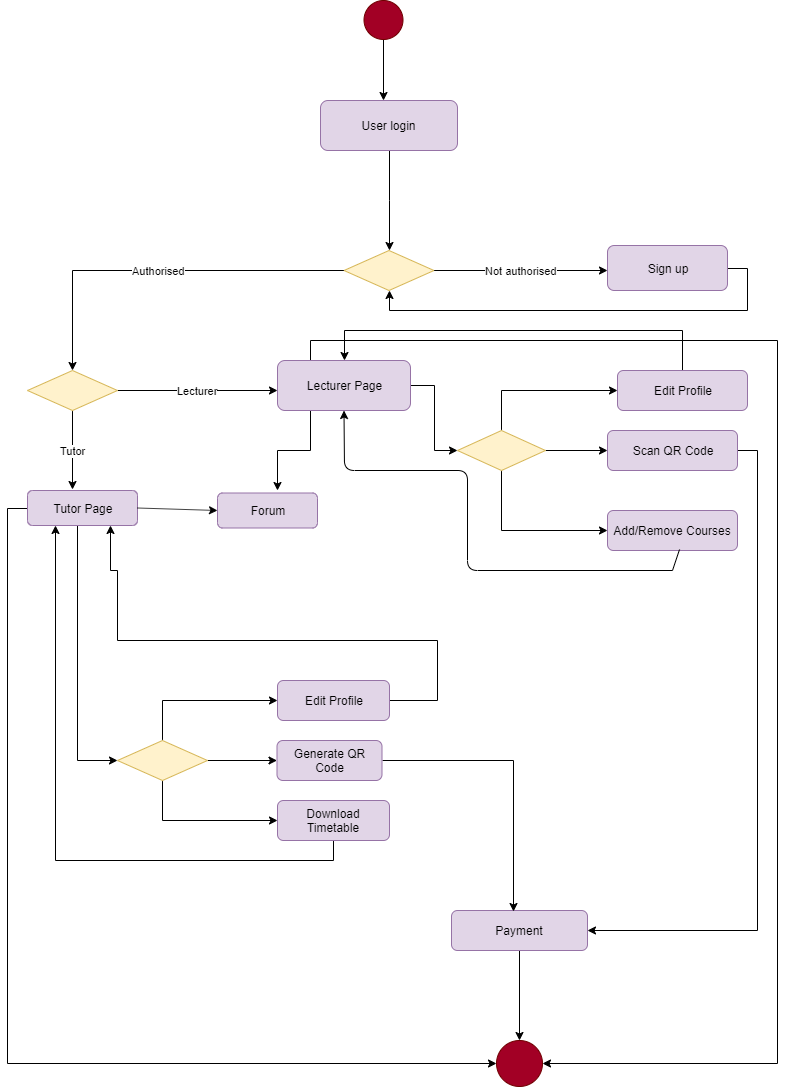 User login
Authorised
Not authorised
Sign up
Lecturer
Lecturer Page
Edit Profile
Tutor
Scan QR Code
Tutor Page
Forum
Add/Remove Courses
Edit Profile
Generate QR
Code
Download
Timetable
Payment